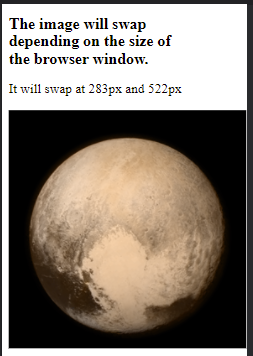 The image will swap
depending on the size of
the browser window.
It will swap at 283px and 522px